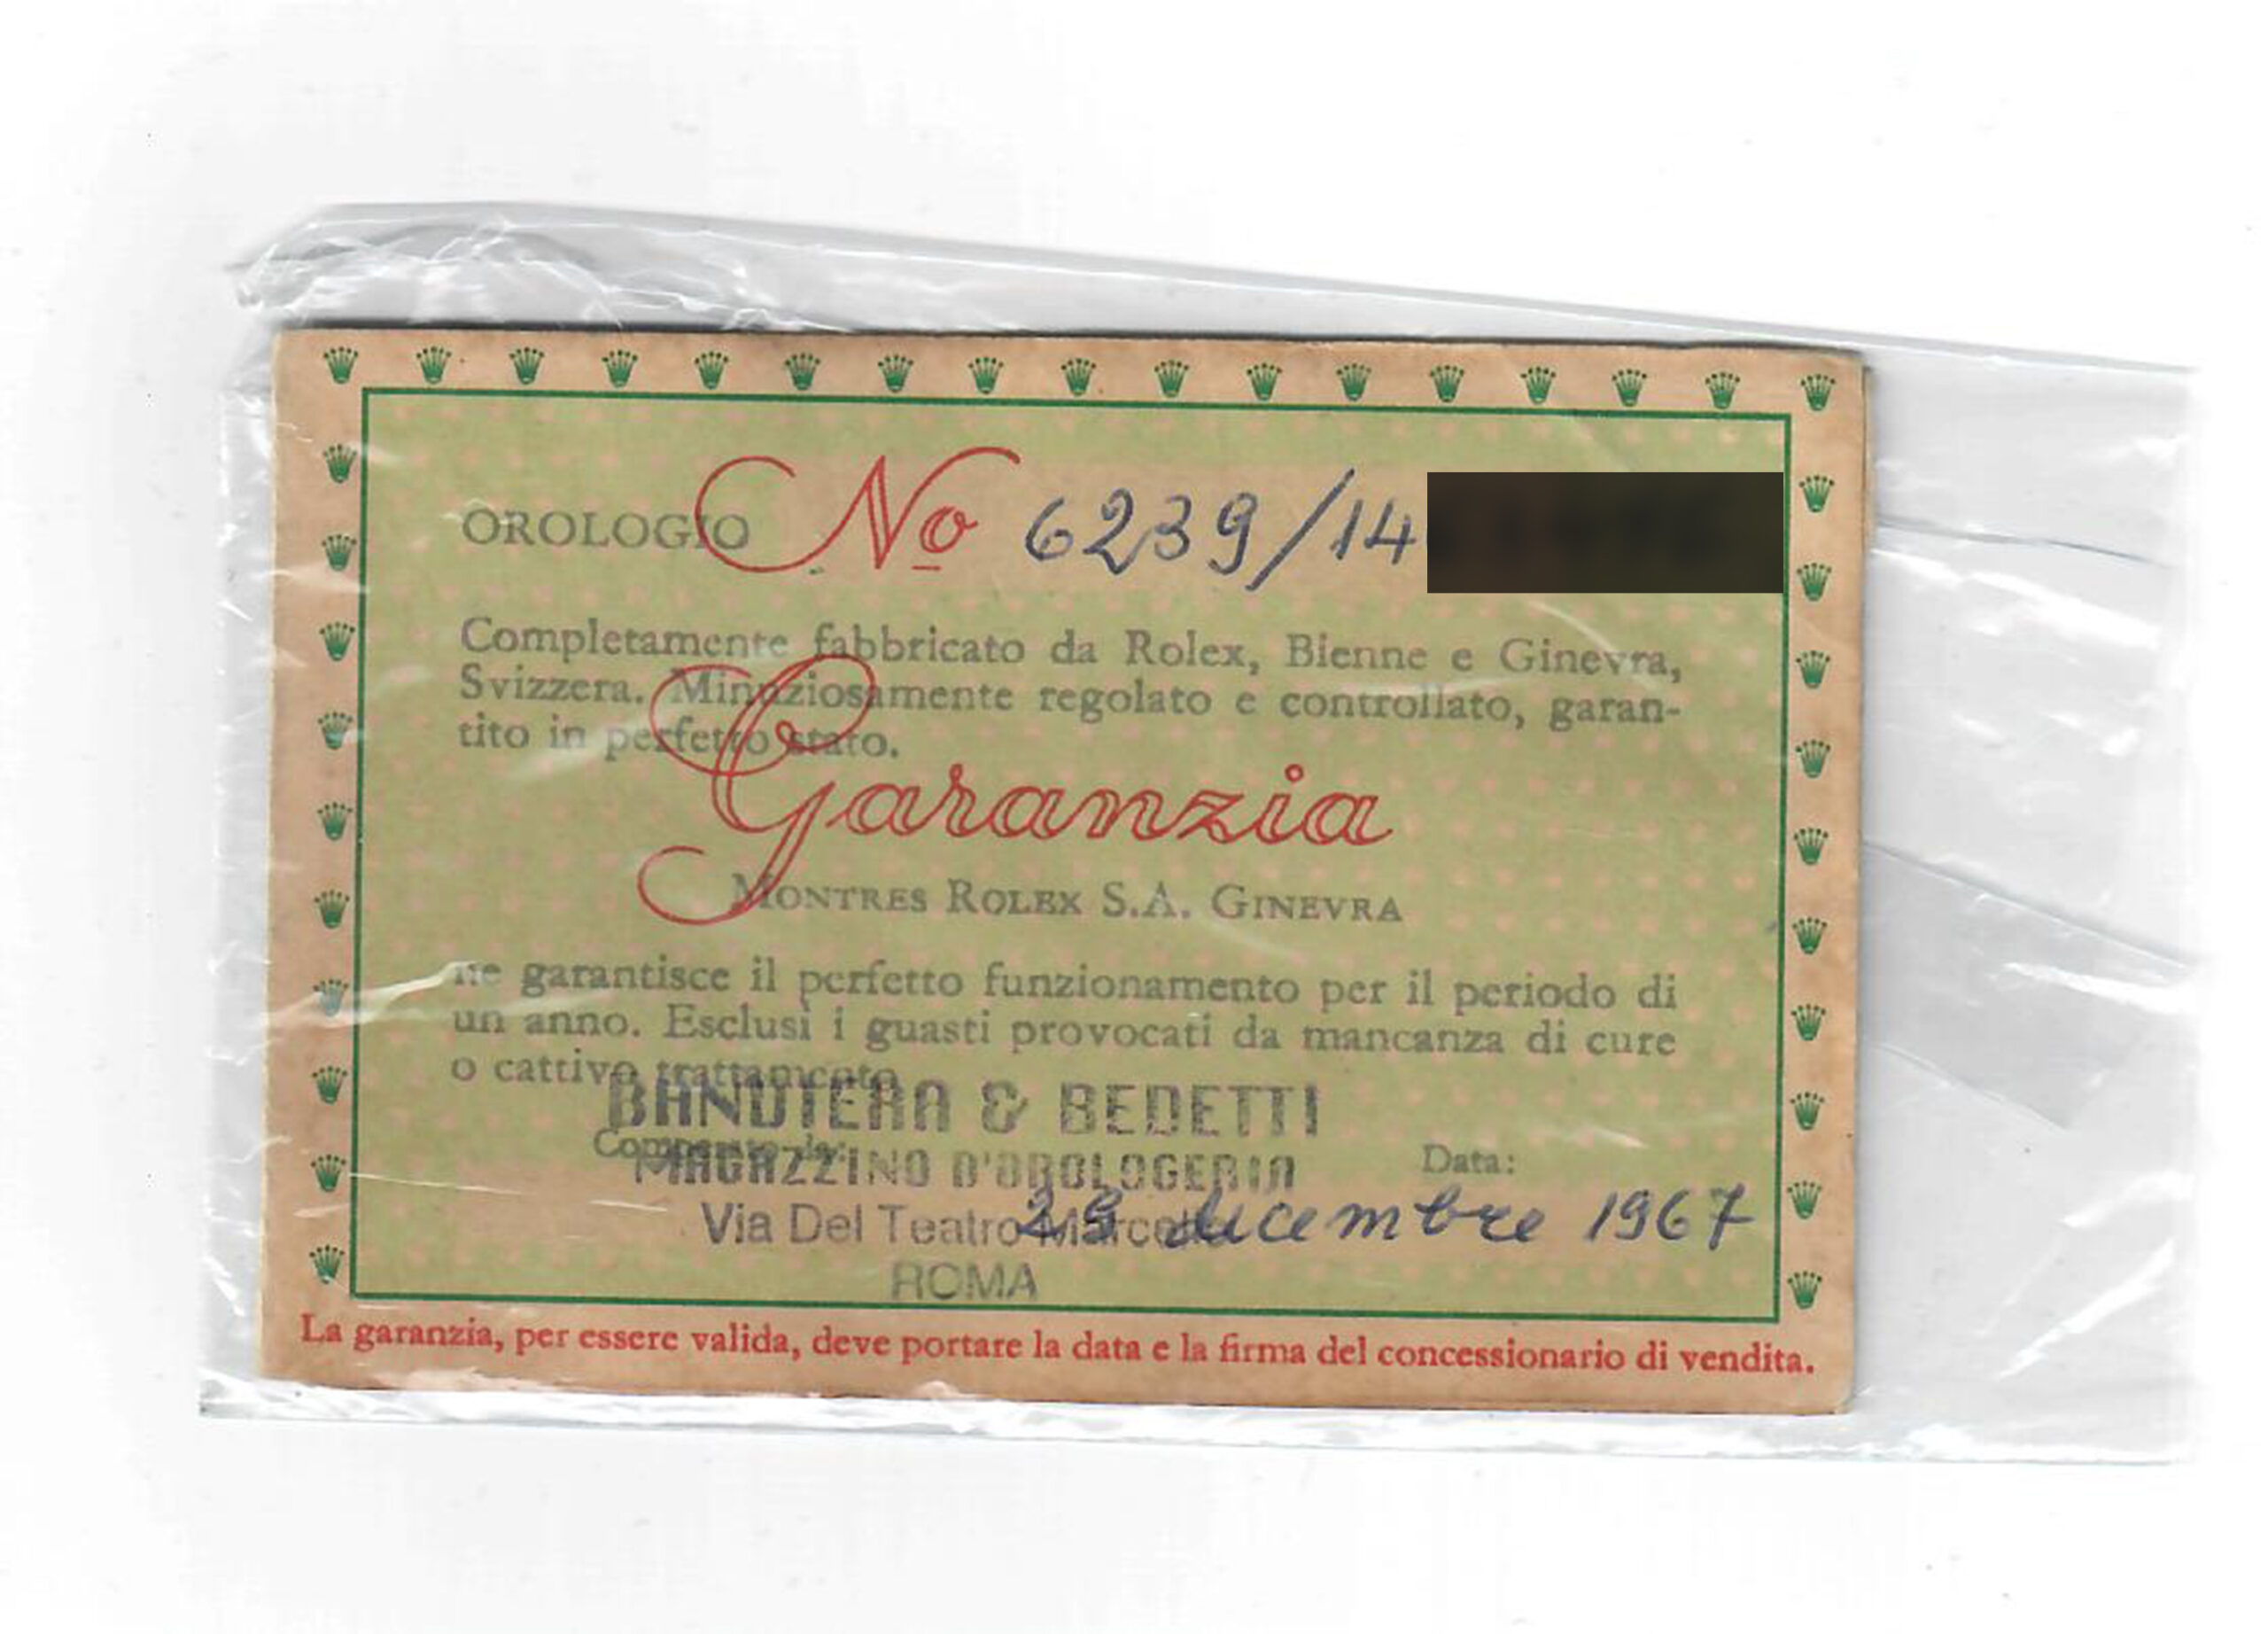 OROLOGIO No 6239/14
Completamente fabbricato da Rolex, Bienne e Ginevra,
Svizzera. Minuziosamente regolato e controllato, garan-
tito in perfetto stato.
Garanzia
MONTRES ROLEX S.A. GINEVRA
ne garantisce il perfetto funzionamento per il periodo di
un anno. Esclusi i guasti provocati da mancanza di cure
o cattivo trattamento
& BEDETTI
Data:
MAGAZZINO D'OROLOGERIA
29 dicembre 1967
Via Del Teatro Marcello
ROMA
La garanzia, per essere valida, deve portare la data e la firma del concessionario di vendita.